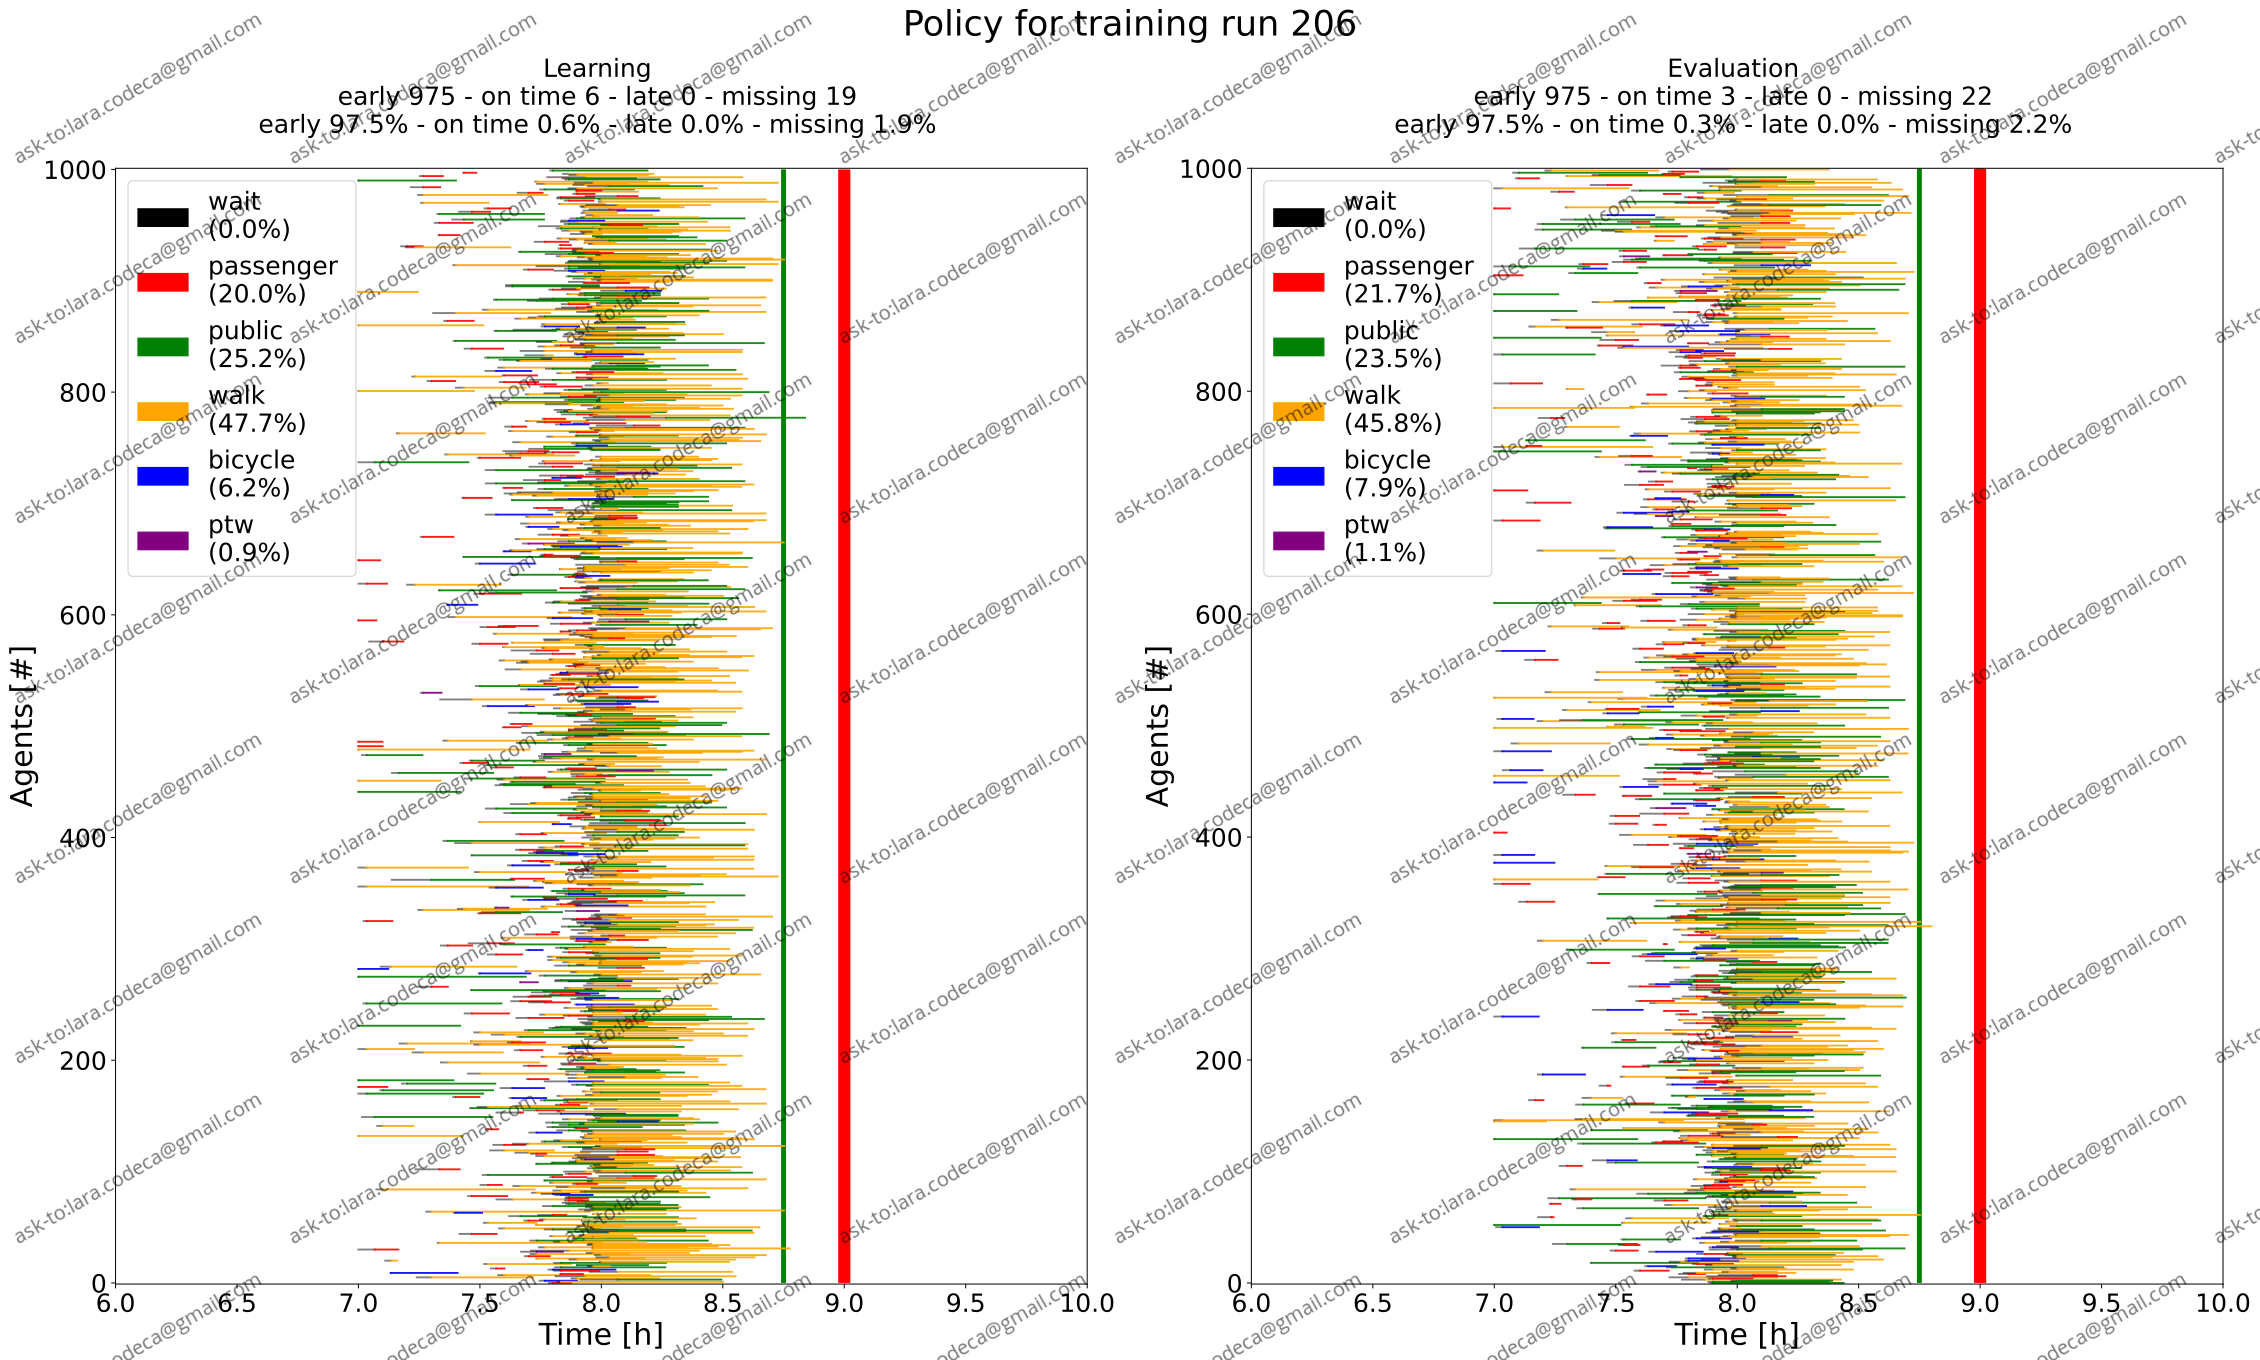 Policy for training run 206
Learning
early 975 - on time 6 - late 0 - missing 19
early 97.5% - on time 0.6% - late 0.0% - missing 1.9%
1000
800
600
400
200
0
Agents [#]
wait
(0.0%)
passenger
(20.0%)
public
(25.2%)
walk
(47.7%)
bicycle
(6.2%)
ptw
(0.9%)
6.0 6.5 7.0 7.5 8.0 8.5 9.0 9.5 10.0
Time [h]
Evaluation
early 975 - on time 3 - late 0 - missing 22
early 97.5% - on time 0.3% - late 0.0% - missing 2.2%
1000
800
600
400
200
0
Agents [#]
wait
(0.0%)
passenger
(21.7%)
public
(23.5%)
walk
(45.8%)
bicycle
(7.9%)
ptw
(1.1%)
6.0 6.5 7.0 7.5 8.0 8.5 9.0 9.5 10.0
Time [h]
ask-to:lara.codeca@gmail.com